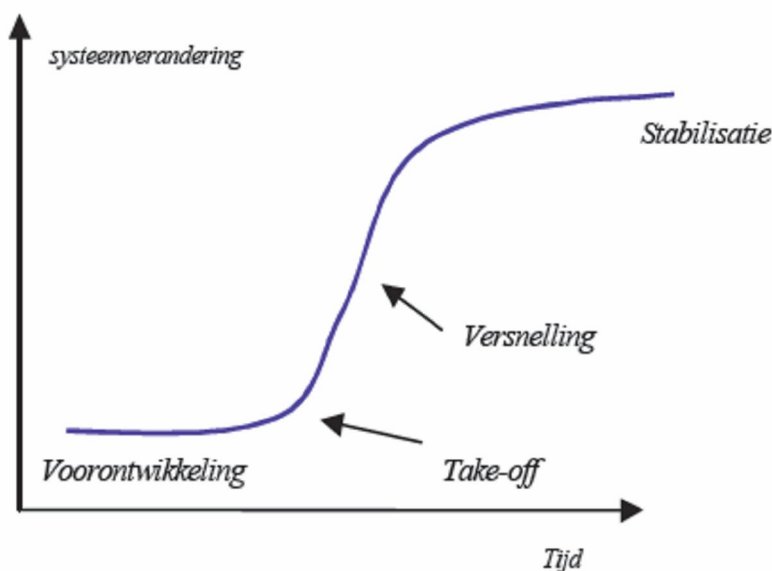 systeemverandering
Stabilisatie
Versnelling
Voorontwikkeling
Take-off
Tijd